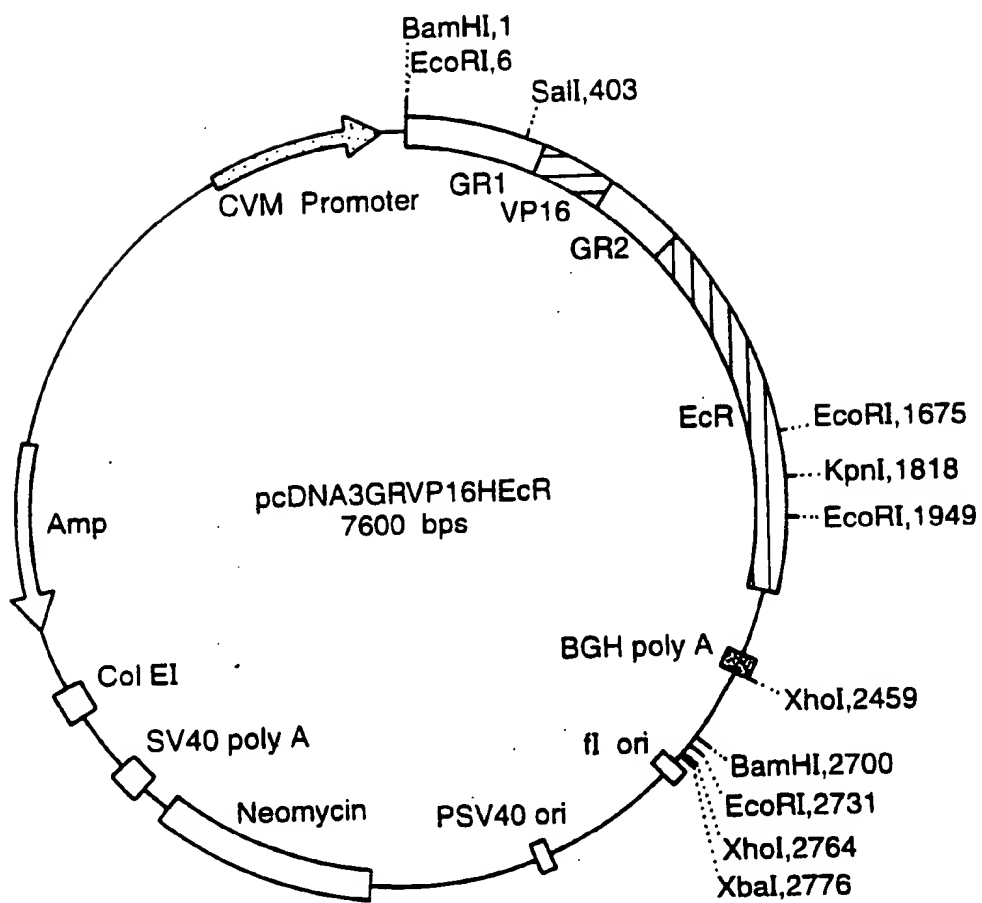 BamHI,1
EcoRI,6
SalI,403
GR1
VP16
GR2
CVM Promoter
EcR
EcoRI,1675
KpnI,1818
EcoRI,1949
pcDNA3GRVP16HEcR
7600 bps
Amp
BGH poly A
XhoI,2459
Col EI
SV40 poly A
fI ori
BamHI,2700
EcoRI,2731
XhoI,2764
XbaI,2776
Neomycin
PSV40 ori